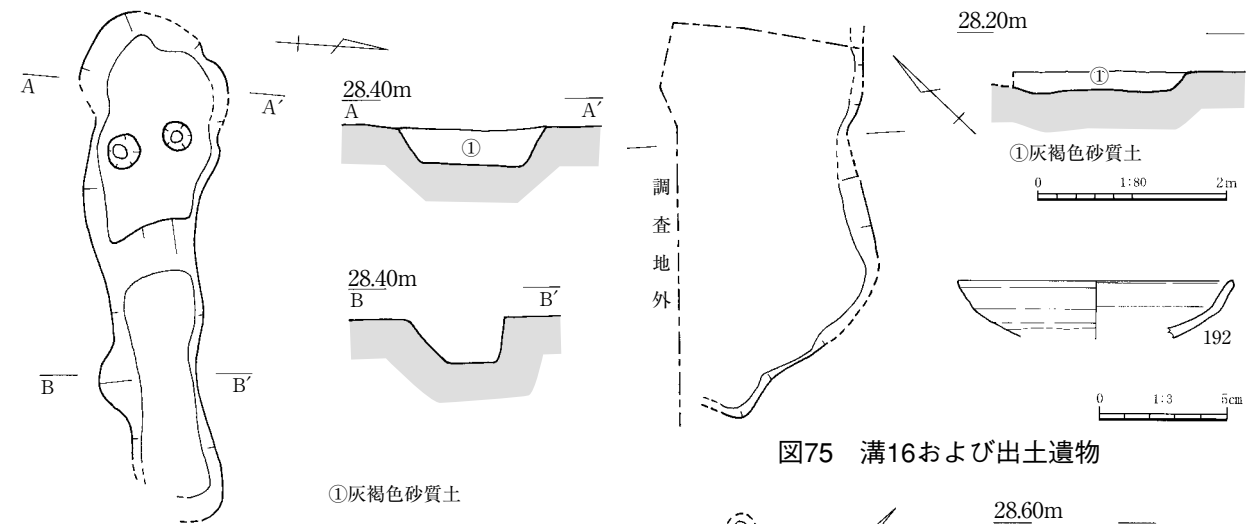 A
A′
28.40m
A
A′
①
28.40m
B
B′
B
B′
①灰褐色砂質土
28.20m
①
①灰褐色砂質土
0 1:80 2m
調査地外
192
0 1:3 5cm
図75 溝16および出土遺物
28.60m